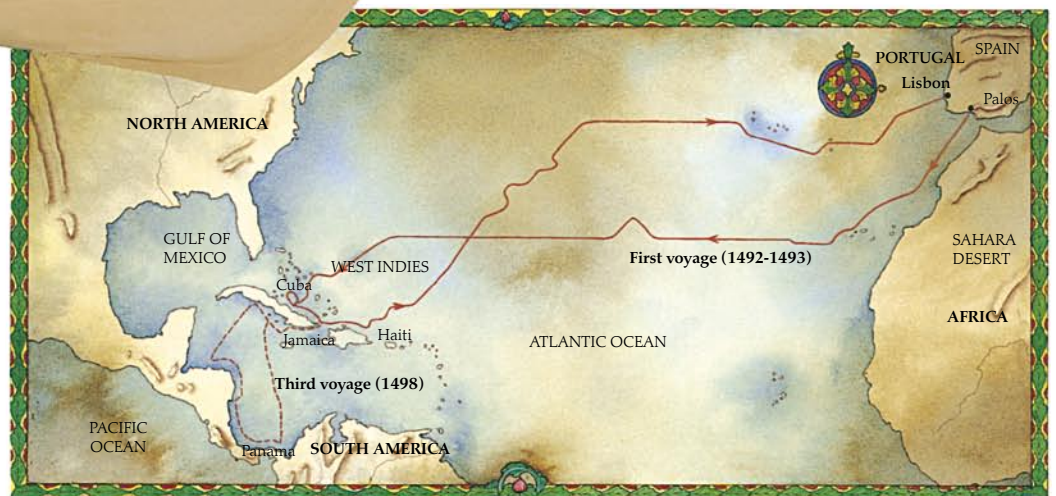 SPAIN
PORTUGAL
Lisbon
Palos
NORTH AMERICA
GULF OF
MEXICO
SAHARA
DESERT
First voyage (1492-1493)
WEST INDIES
Cuba
AFRICA
Jamaica
Haiti
ATLANTIC OCEAN
Third voyage (1498)
PACIFIC
OCEAN
Panama
SOUTH AMERICA